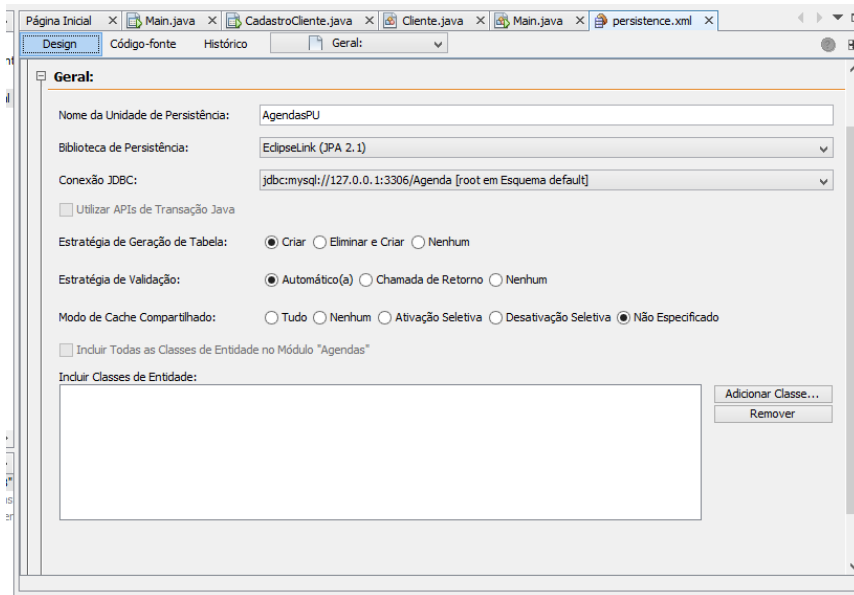 Página Inicial Main.java CadastroCliente.java Cliente.java Main.java persistence.xml
Design Código-fonte Histórico Geral:
Geral:
Nome da Unidade de Persistência: AgendasPU
Biblioteca de Persistência: EclipseLink (JPA 2.1)
Conexão JDBC: jdbc:mysql://127.0.0.1:3306/Agenda [root em Esquema default]
Utilizar APIs de Transação Java
Estratégia de Geração de Tabela: Criar Eliminar e Criar Nenhum
Estratégia de Validação: Automático(a) Chamada de Retorno Nenhum
Modo de Cache Compartilhado: Tudo Nenhum Ativação Seletiva Desativação Seletiva Não Especificado
Incluir Todas as Classes de Entidade no Módulo "Agendas"
Incluir Classes de Entidade:
Adicionar Classe...
Remover